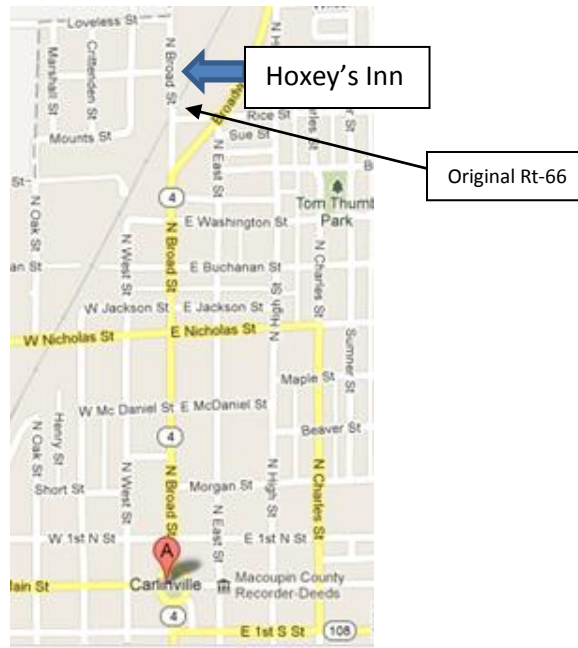 Loveless St
N Broad St
Marshall St
Crittenden St
Hoxey's Inn
Rice St
Sue St
Mounts St
Original Rt-66
4
Tom Thumb
Park
N Oak St
N East St
E Washington St
N Broad St
N West St
E Buchanan St
N Charles St
N High St
W Jackson St
E Jackson St
W Nicholas St
E Nicholas St
Sumner St
Maple St
W Mc Daniel St
E McDaniel St
Henry St
Beaver St
4
N Oak St
N West St
N Broad St
N High St
N Charles St
Short St
Morgan St
N East St
W 1st N St
E 1st N St
A
Carlinville
Macoupin County
Recorder-Deeds
4
E 1st S St
108